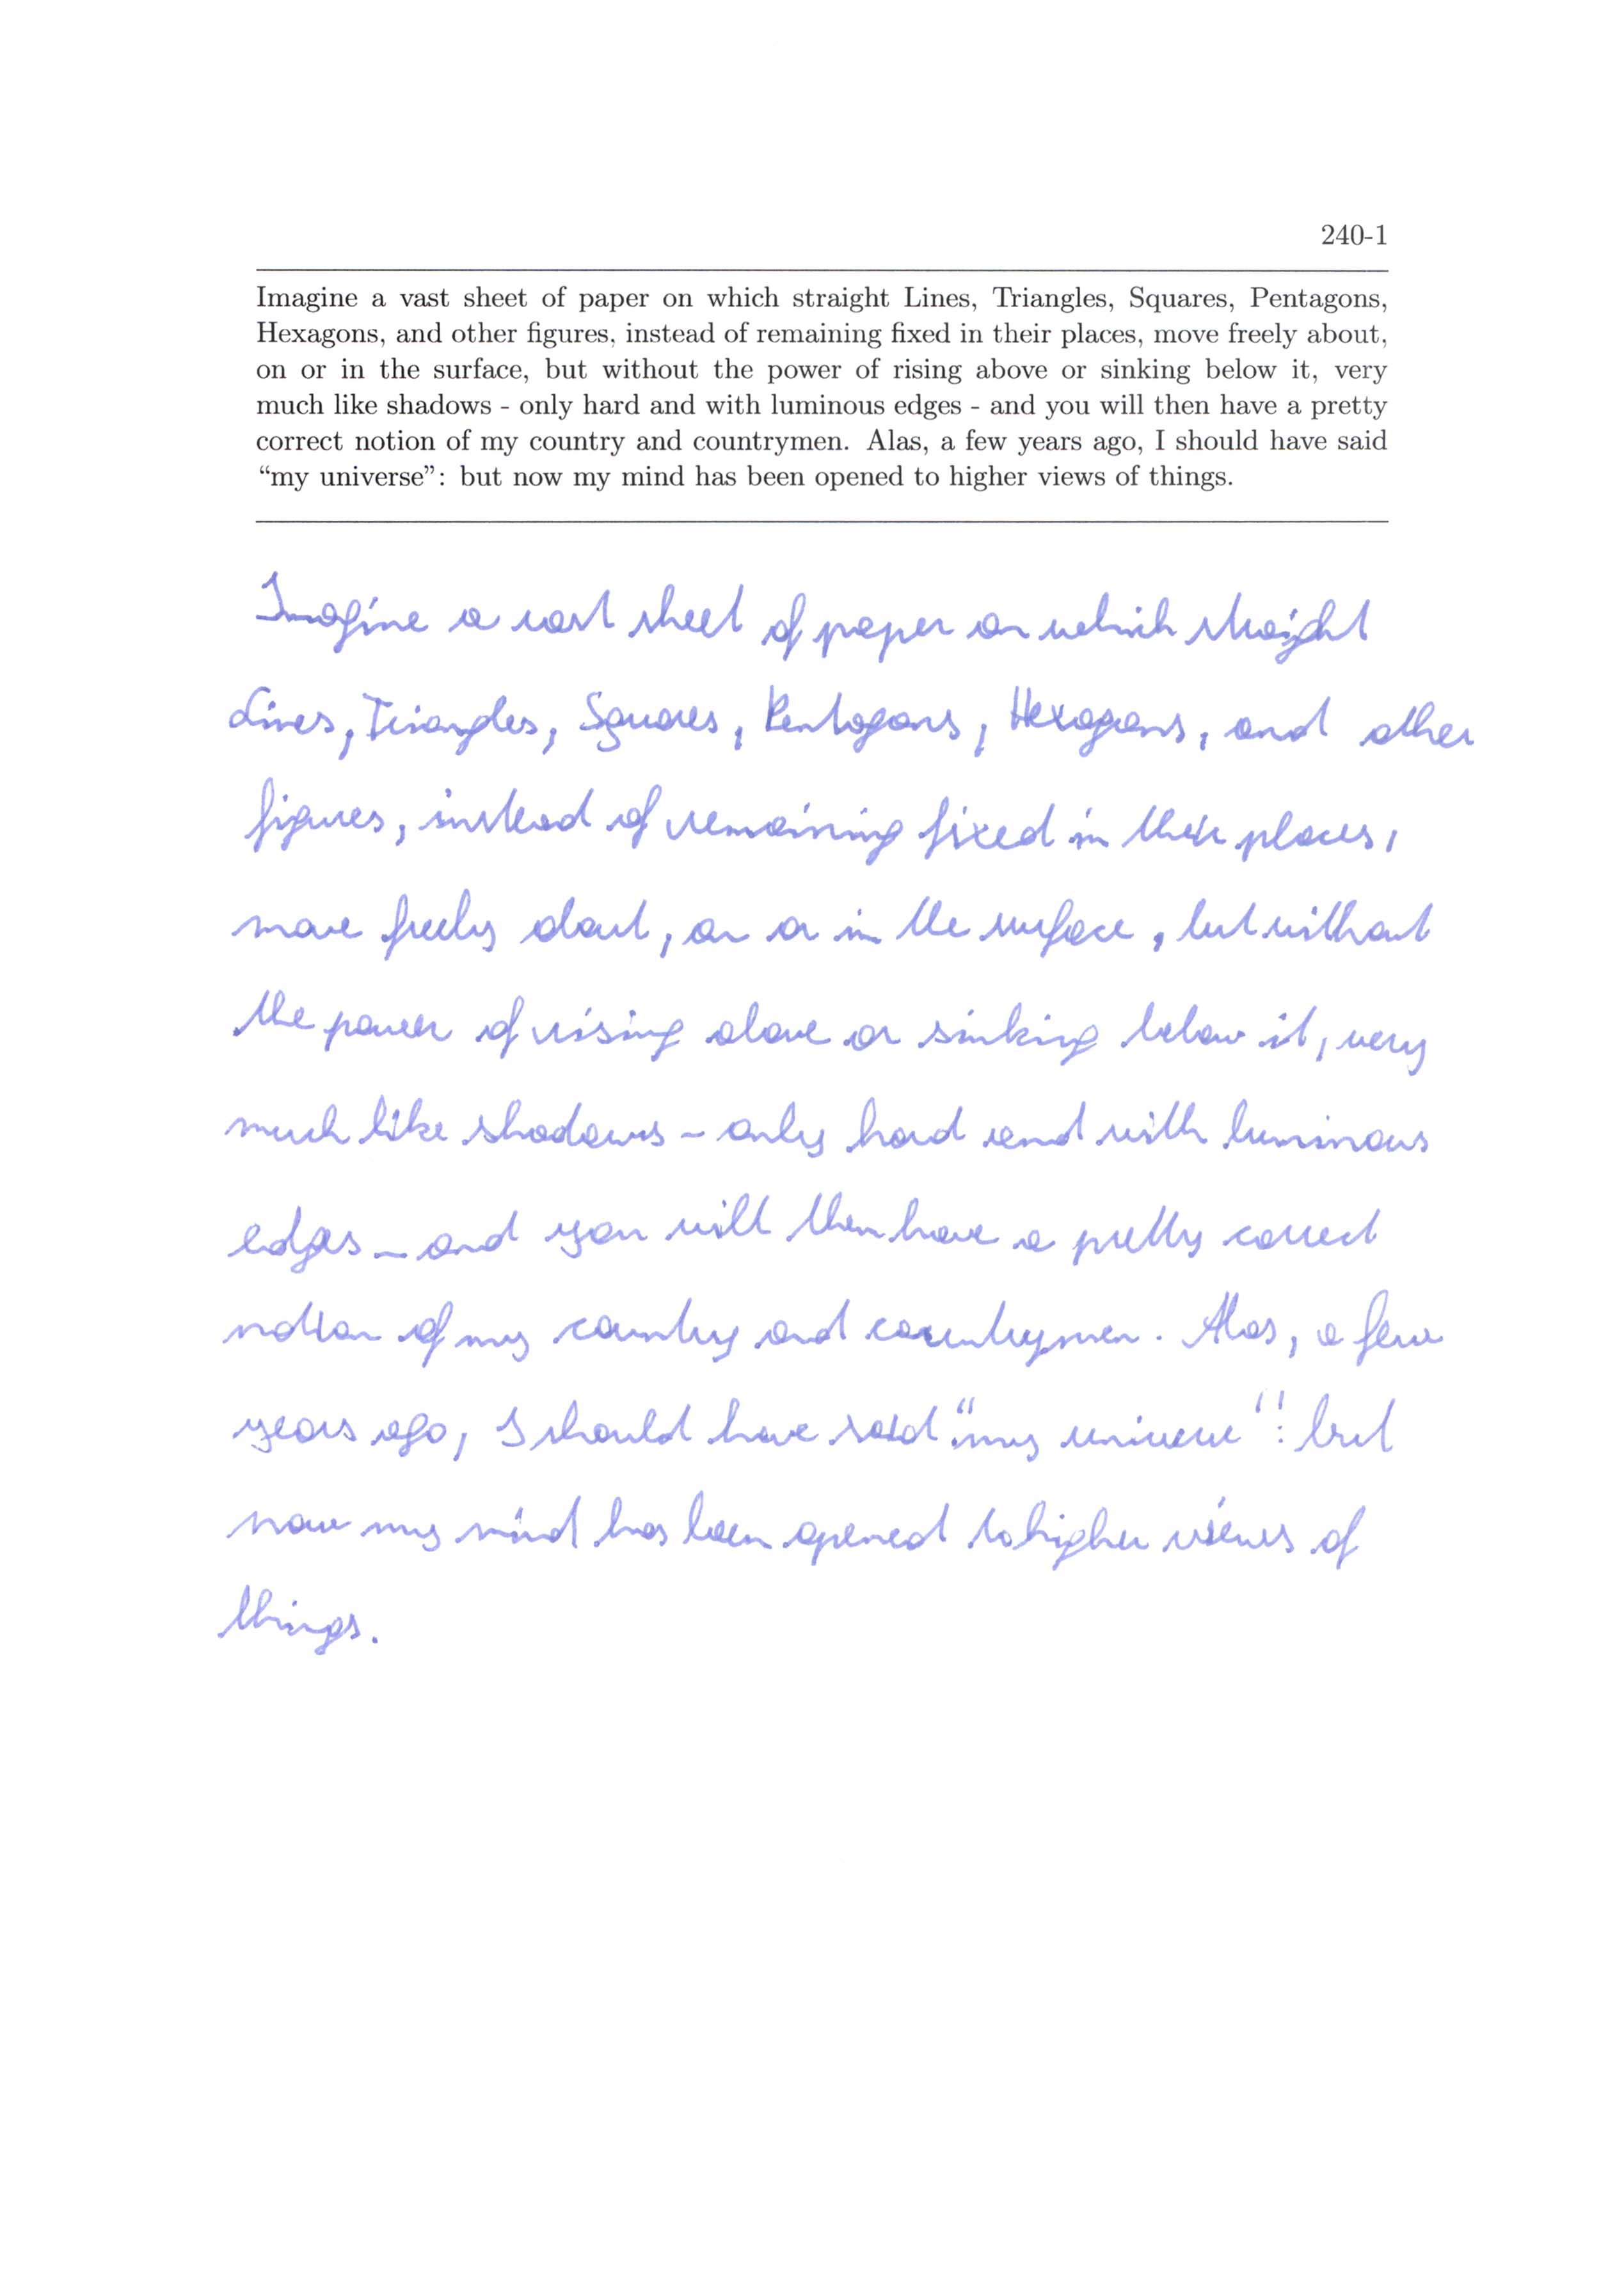 240-1
Imagine a vast sheet of paper on which straight Lines, Triangles, Squares, Pentagons,
Hexagons, and other figures, instead of remaining fixed in their places, move freely about,
on or in the surface, but without the power of rising above or sinking below it, very
much like shadows - only hard and with luminous edges - and you will then have a pretty
correct notion of my country and countrymen. Alas, a few years ago, I should have said
“my universe”: but now my mind has been opened to higher views of things.
Imagine a vast sheet of paper on which straight
Lines, Triangles, Squares, Pentagons, Hexagons, and other
figures, instead of remaining fixed in their places,
move freely about, on or in the surface, but without
the power of rising above or sinking below it, very
much like shadows - only hard and with luminous
edges - and you will then have a pretty correct
notion of my country and countrymen. Alas, a few
years ago, I should have said “my universe”: but
now my mind has been opened to higher views of
things.